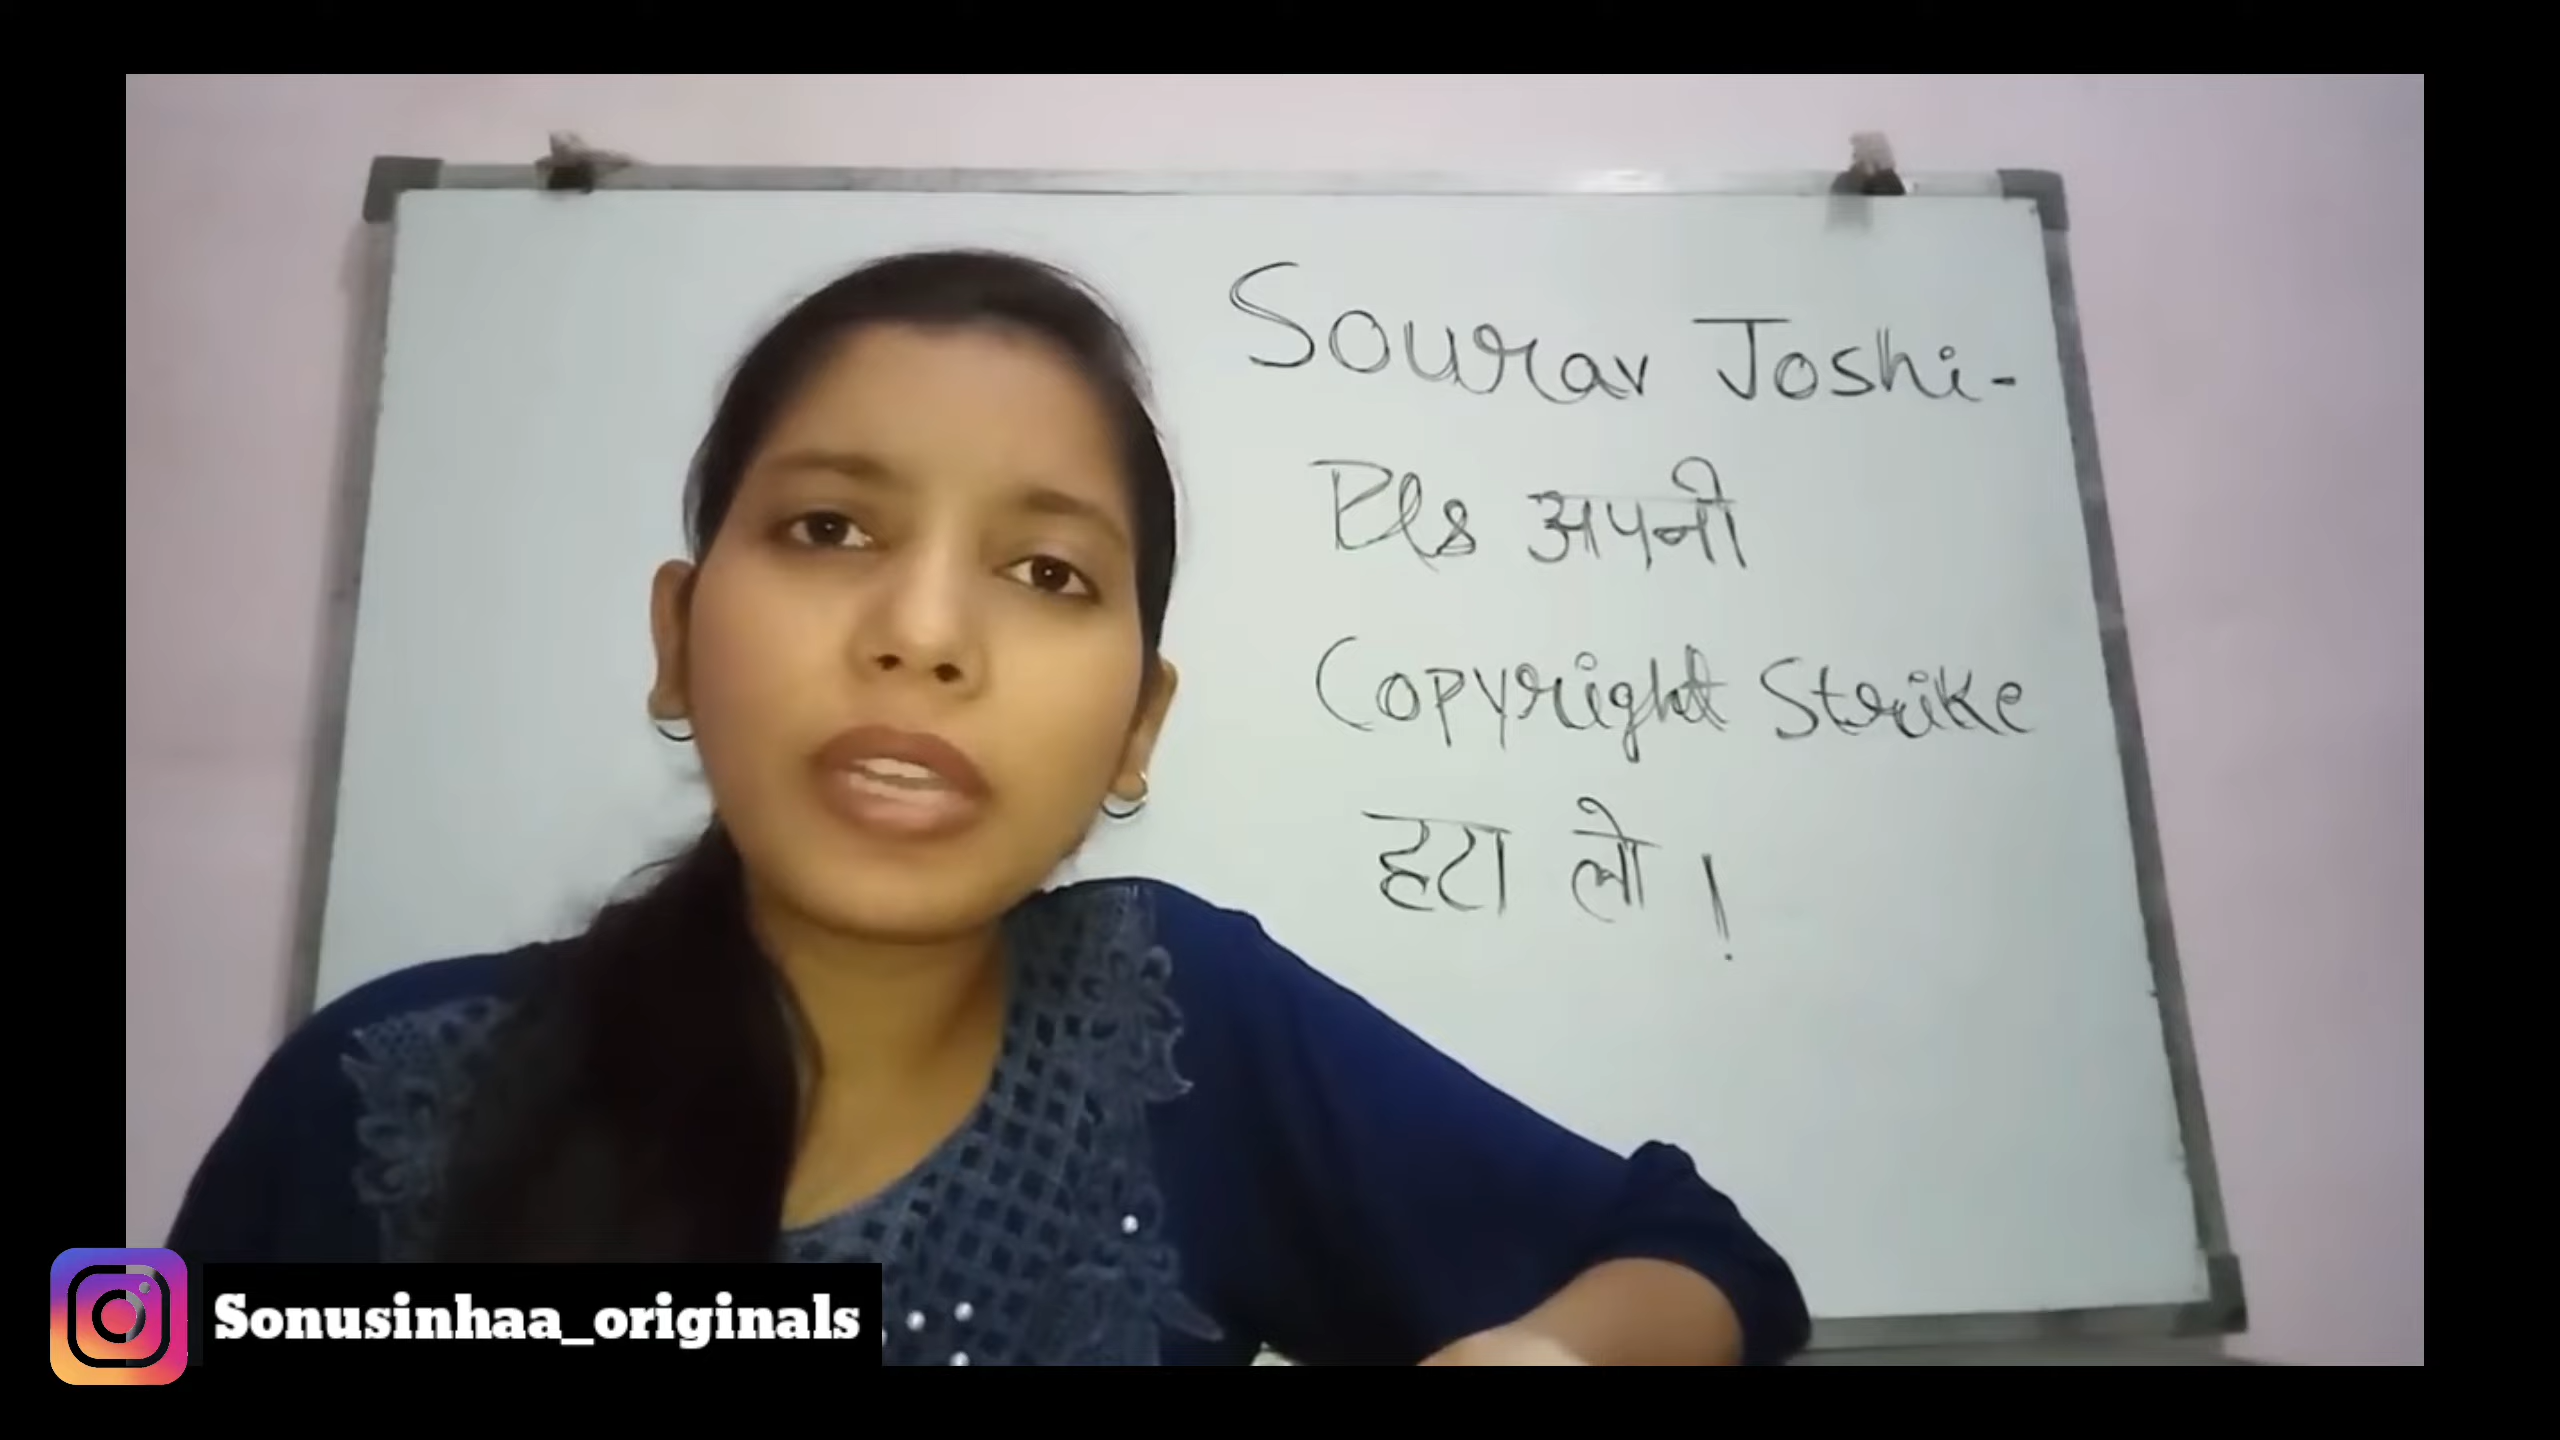 Sourav Joshi-
Pls अपनी
Copyright Strike
हटा लो !
Sonusinhaa_originals